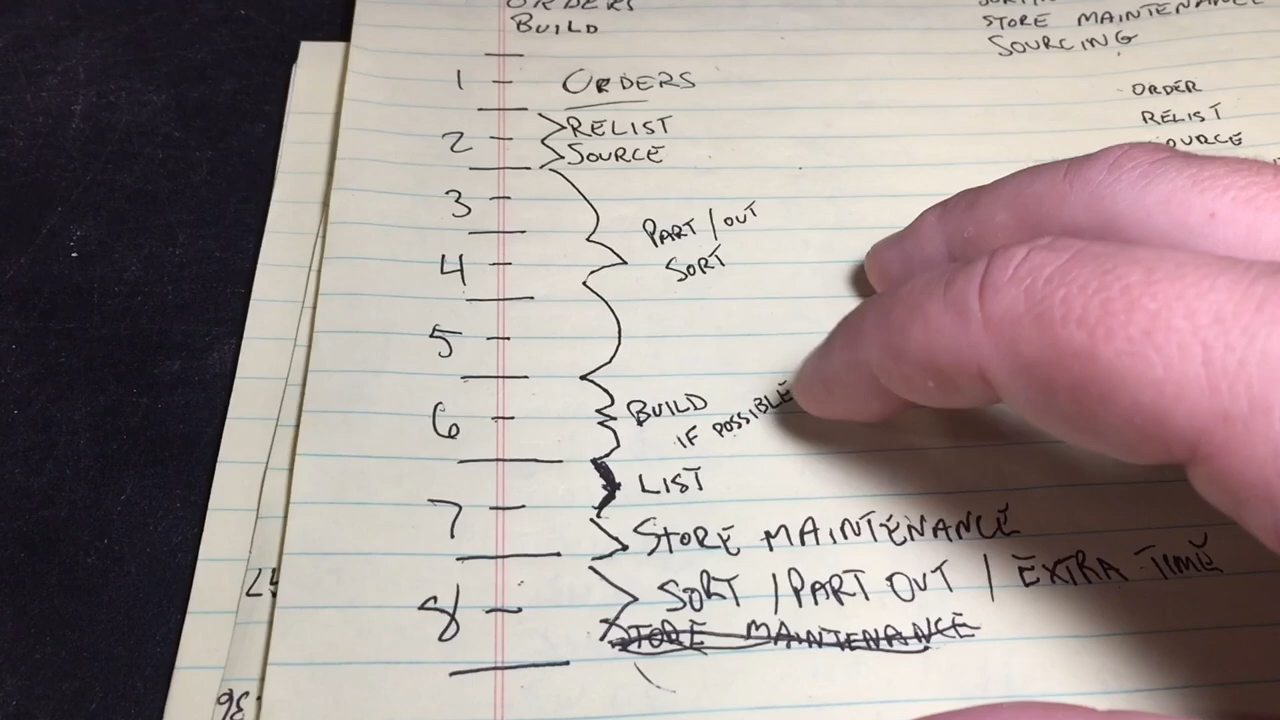 ORDERS
BUILD
STORE MAINTENANCE
SOURCING
1 ORDERS
ORDER
RELIST
2 RELIST
SOURCE
3
PART/OUT
4 SORT
5
6 BUILD
IF POSSIBLE
LIST
7 STORE MAINTENANCE
8 SORT / PART OUT / EXTRA TIME
STORE MAINTENANCE